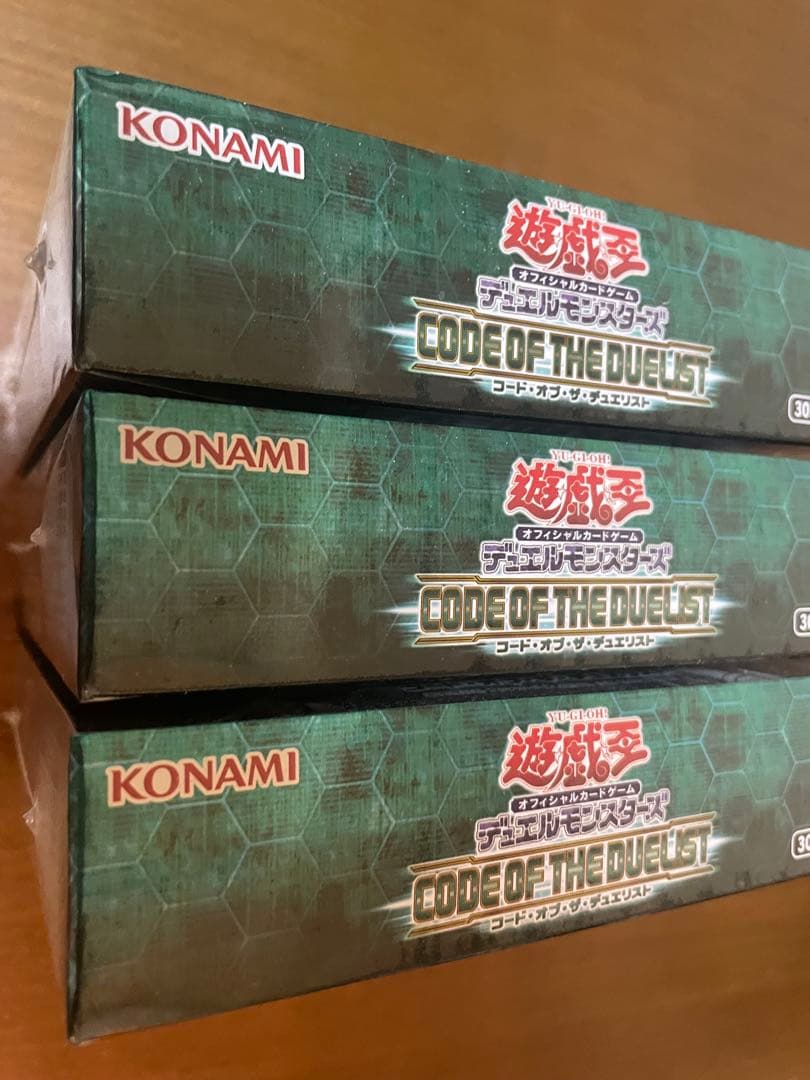 KONAMI
YU-GI-OH!
遊戯王
オフィシャルカードゲーム
デュエルモンスターズ
CODE OF THE DUELIST
コード・オブ・ザ・デュエリスト
30
KONAMI
YU-GI-OH!
遊戯王
オフィシャルカードゲーム
デュエルモンスターズ
CODE OF THE DUELIST
コード・オブ・ザ・デュエリスト
30
KONAMI
YU-GI-OH!
遊戯王
オフィシャルカードゲーム
デュエルモンスターズ
CODE OF THE DUELIST
コード・オブ・ザ・デュエリスト
30